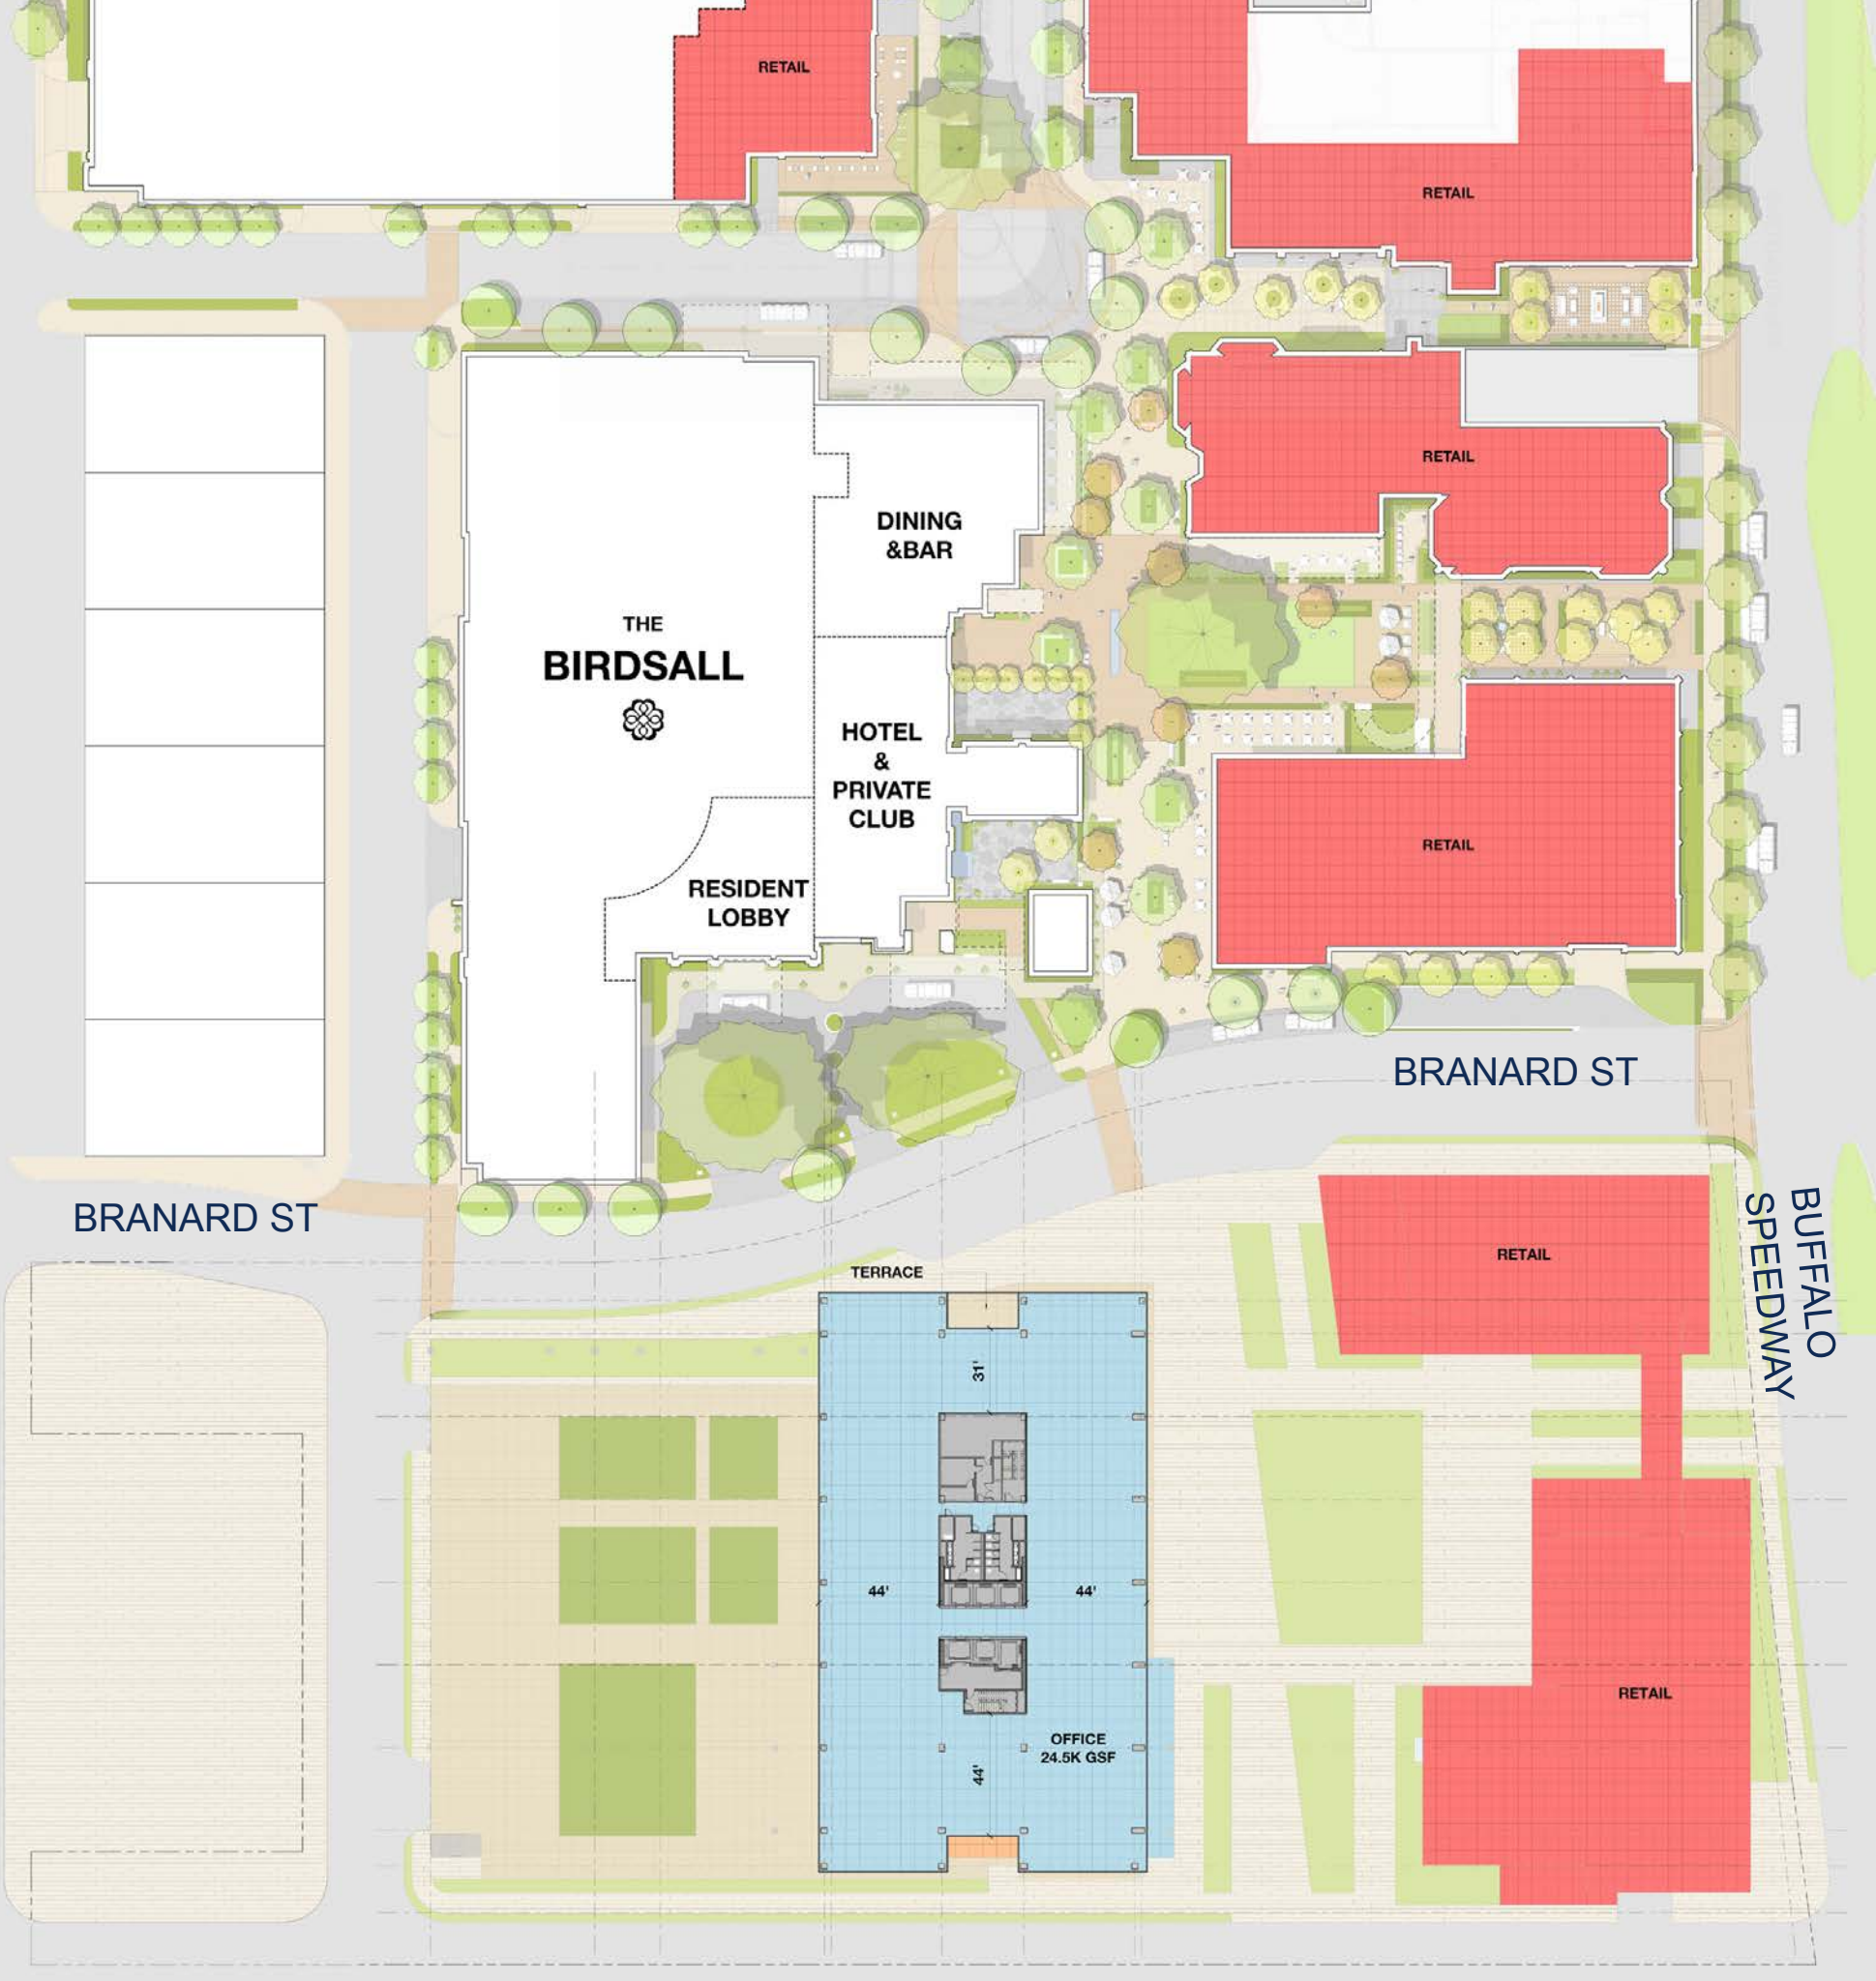 RETAIL
RETAIL
RETAIL
DINING
&BAR
THE
BIRDSALL
HOTEL
&
PRIVATE
CLUB
RETAIL
RESIDENT
LOBBY
BRANARD ST
BRANARD ST
BUFFALO
SPEEDWAY
RETAIL
TERRACE
31'
44'
44'
RETAIL
OFFICE
24.5K GSF
44'